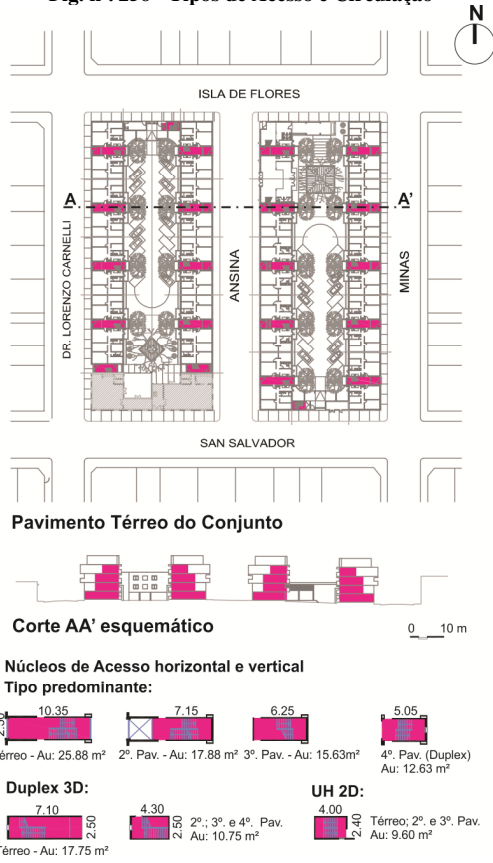 Fig. nº. 230 – Tipos de Acesso e Circulação
N
ISLA DE FLORES
A
A’
DR. LORENZO CARNELLI
ANSINA
MINAS
SAN SALVADOR
Pavimento Térreo do Conjunto
Corte AA’ esquemático
0 10 m
Núcleos de Acesso horizontal e vertical
Tipo predominante:
10.35 7.15 6.25 5.05
2.50
Térreo - Au: 25.88 m² 2º. Pav. - Au: 17.88 m² 3º. Pav. - Au: 15.63m² 4º. Pav. (Duplex)
Au: 12.63 m²
Duplex 3D: UH 2D:
7.10 4.30 4.00
2.50 2.50 2º.; 3º. e 4º. Pav. 2.40 Térreo; 2º. e 3º. Pav.
Au: 10.75 m² Au: 9.60 m²
Térreo - Au: 17.75 m²